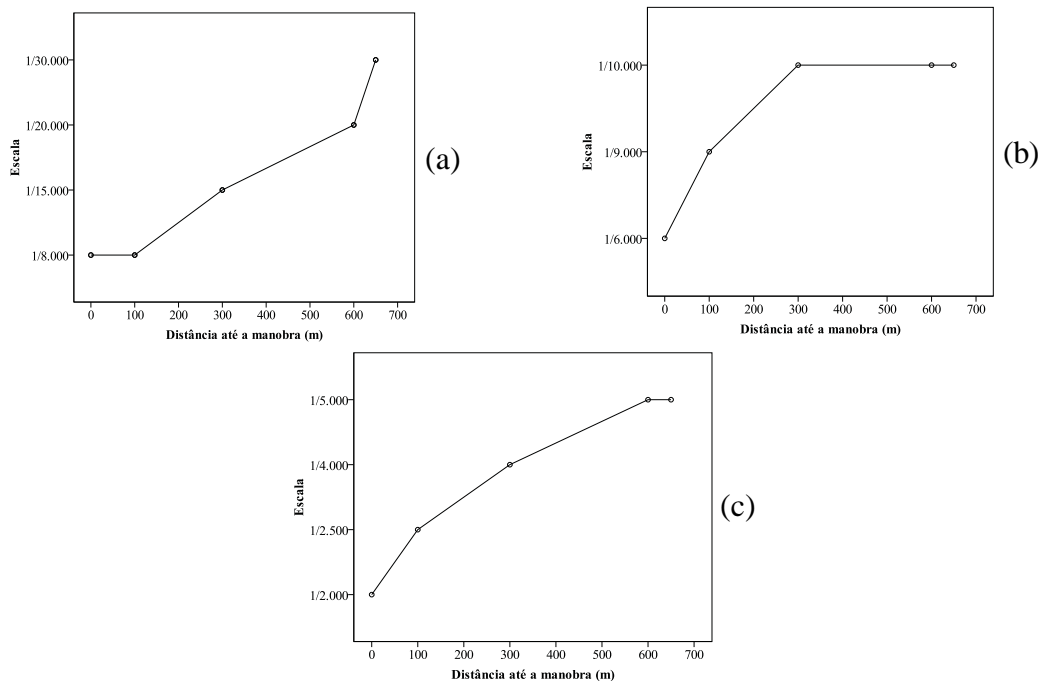 1/30.000
1/20.000
1/15.000
1/8.000
Escala
0 100 200 300 400 500 600 700
Distância até a manobra (m)
(a)
1/10.000
1/9.000
1/6.000
Escala
0 100 200 300 400 500 600 700
Distância até a manobra (m)
(b)
1/5.000
1/4.000
1/2.500
1/2.000
Escala
0 100 200 300 400 500 600 700
Distância até a manobra (m)
(c)